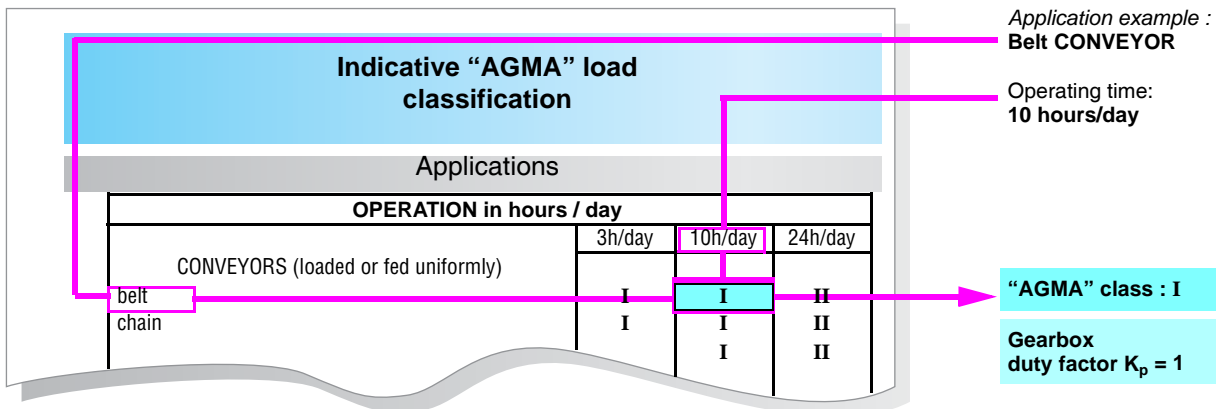 Application example :
Belt CONVEYOR
Indicative “AGMA” load
classification
Operating time:
10 hours/day
Applications
OPERATION in hours / day
3h/day 10h/day 24h/day
CONVEYORS (loaded or fed uniformly)
belt I I II
chain I I II
I II
“AGMA” class : I
Gearbox
duty factor Kp = 1